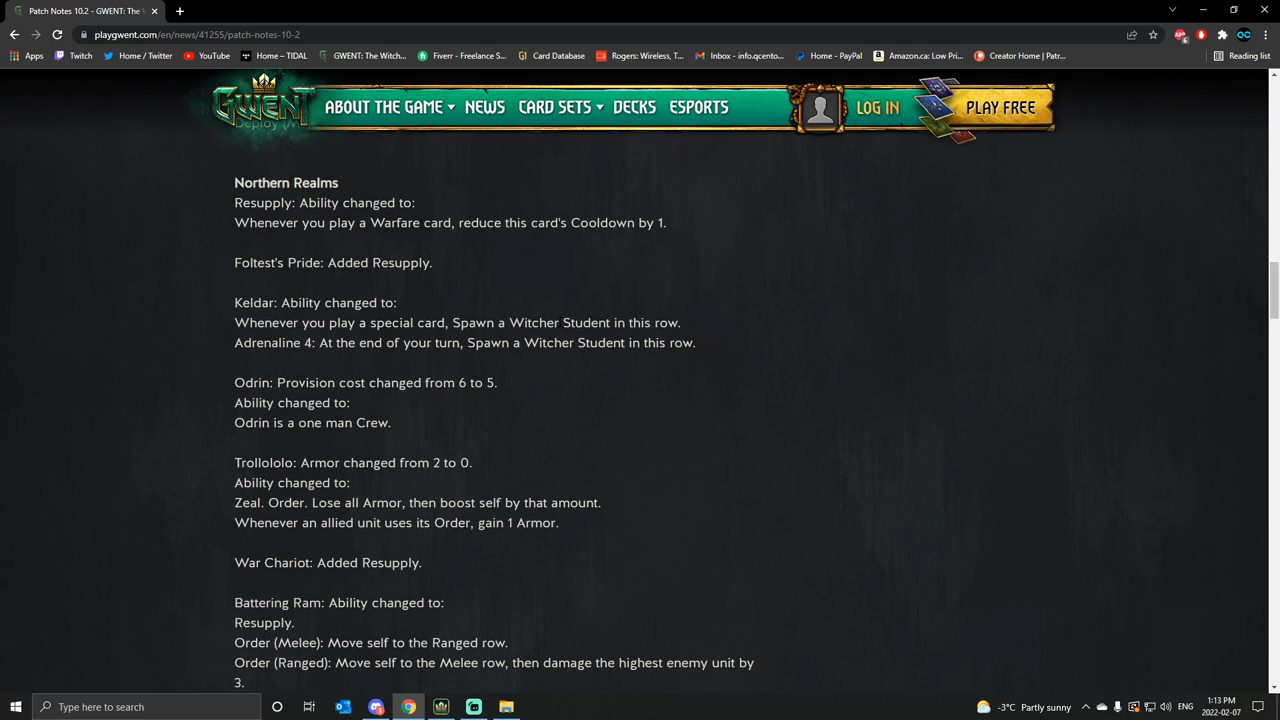 Patch Notes 10.2 - GWENT: The V
playgwent.com/en/news/41255/patch-notes-10-2
Apps
Twitch
Home / Twitter
YouTube
Home – TIDAL
GWENT: The Witch...
Fiverr - Freelance S...
Card Database
Rogers: Wireless, T...
Inbox - info.qcento...
Home - PayPal
Amazon.ca: Low Pri...
Creator Home | Patr...
Reading list
GWENT
ABOUT THE GAME
NEWS
CARD SETS
DECKS
ESPORTS
LOG IN
PLAY FREE
Deploy (M
Northern Realms
Resupply: Ability changed to:
Whenever you play a Warfare card, reduce this card's Cooldown by 1.
Foltest's Pride: Added Resupply.
Keldar: Ability changed to:
Whenever you play a special card, Spawn a Witcher Student in this row.
Adrenaline 4: At the end of your turn, Spawn a Witcher Student in this row.
Odrin: Provision cost changed from 6 to 5.
Ability changed to:
Odrin is a one man Crew.
Trollololo: Armor changed from 2 to 0.
Ability changed to:
Zeal. Order. Lose all Armor, then boost self by that amount.
Whenever an allied unit uses its Order, gain 1 Armor.
War Chariot: Added Resupply.
Battering Ram: Ability changed to:
Resupply.
Order (Melee): Move self to the Ranged row.
Order (Ranged): Move self to the Melee row, then damage the highest enemy unit by
3.
Type here to search
-3°C Partly sunny
ENG
1:13 PM
2022-02-07